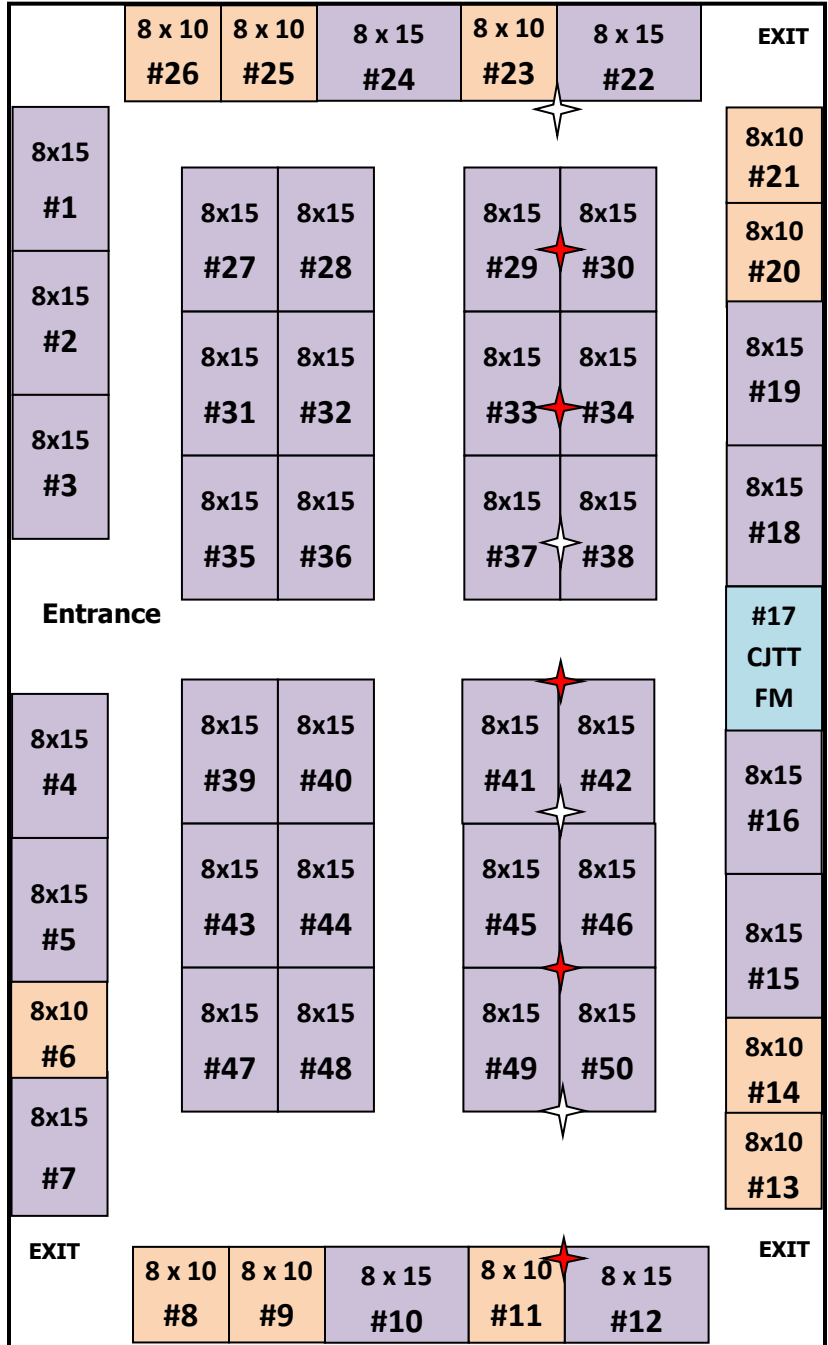 8 x 10
#26
8 x 10
#25
8 x 15
#24
8 x 10
#23
8 x 15
#22
EXIT
8x15
#1
8x15
#2
8x15
#3
8x15
#27
8x15
#28
8x15
#29
8x15
#30
8x15
#31
8x15
#32
8x15
#33
8x15
#34
8x15
#35
8x15
#36
8x15
#37
8x15
#38
8x10
#21
8x10
#20
8x15
#19
8x15
#18
#17
CJTT
FM
Entrance
8x15
#4
8x15
#5
8x10
#6
8x15
#7
8x15
#39
8x15
#40
8x15
#41
8x15
#42
8x15
#43
8x15
#44
8x15
#45
8x15
#46
8x15
#47
8x15
#48
8x15
#49
8x15
#50
8x15
#16
8x15
#15
8x10
#14
8x10
#13
EXIT
EXIT
8 x 10
#8
8 x 10
#9
8 x 15
#10
8 x 10
#11
8 x 15
#12